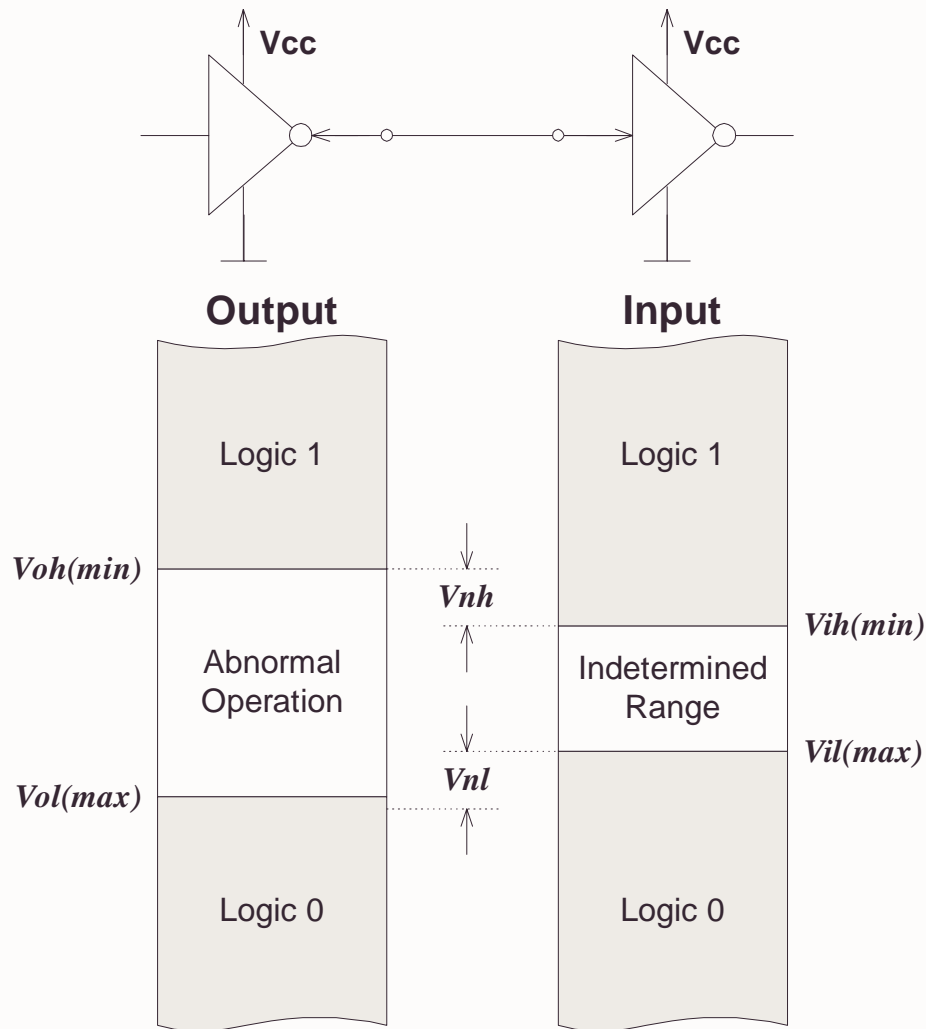 Vcc
Vcc
Output
Input
Logic 1
Logic 1
Voh(min)
Vnh
Vih(min)
Abnormal
Operation
Indetermined
Range
Vil(max)
Vnl
Vol(max)
Logic 0
Logic 0